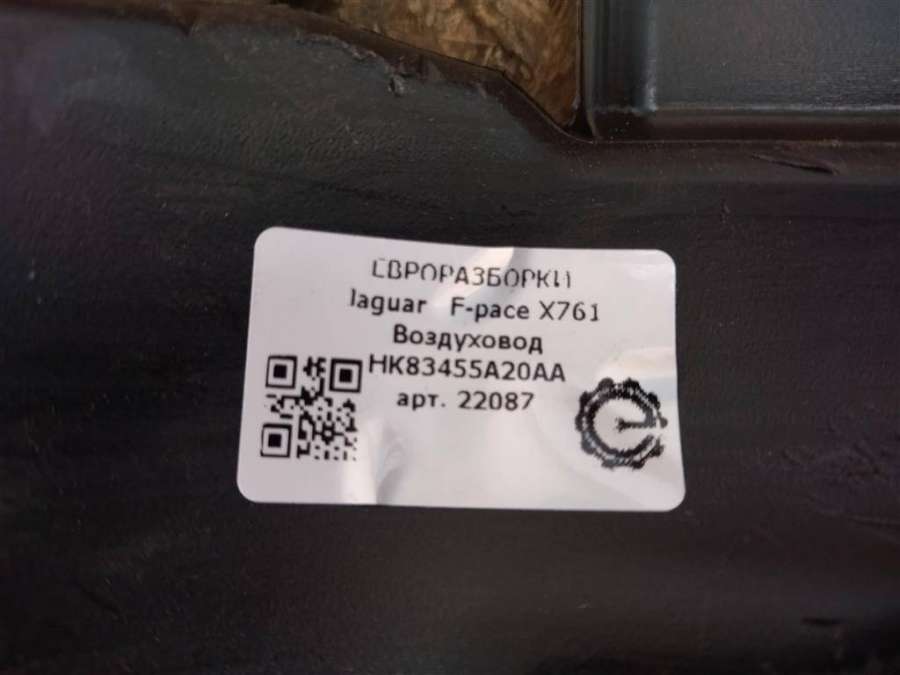 ЕВРОРАЗБОРКИ
Jaguar F-pace X761
Воздуховод
HK83455A20AA
арт. 22087